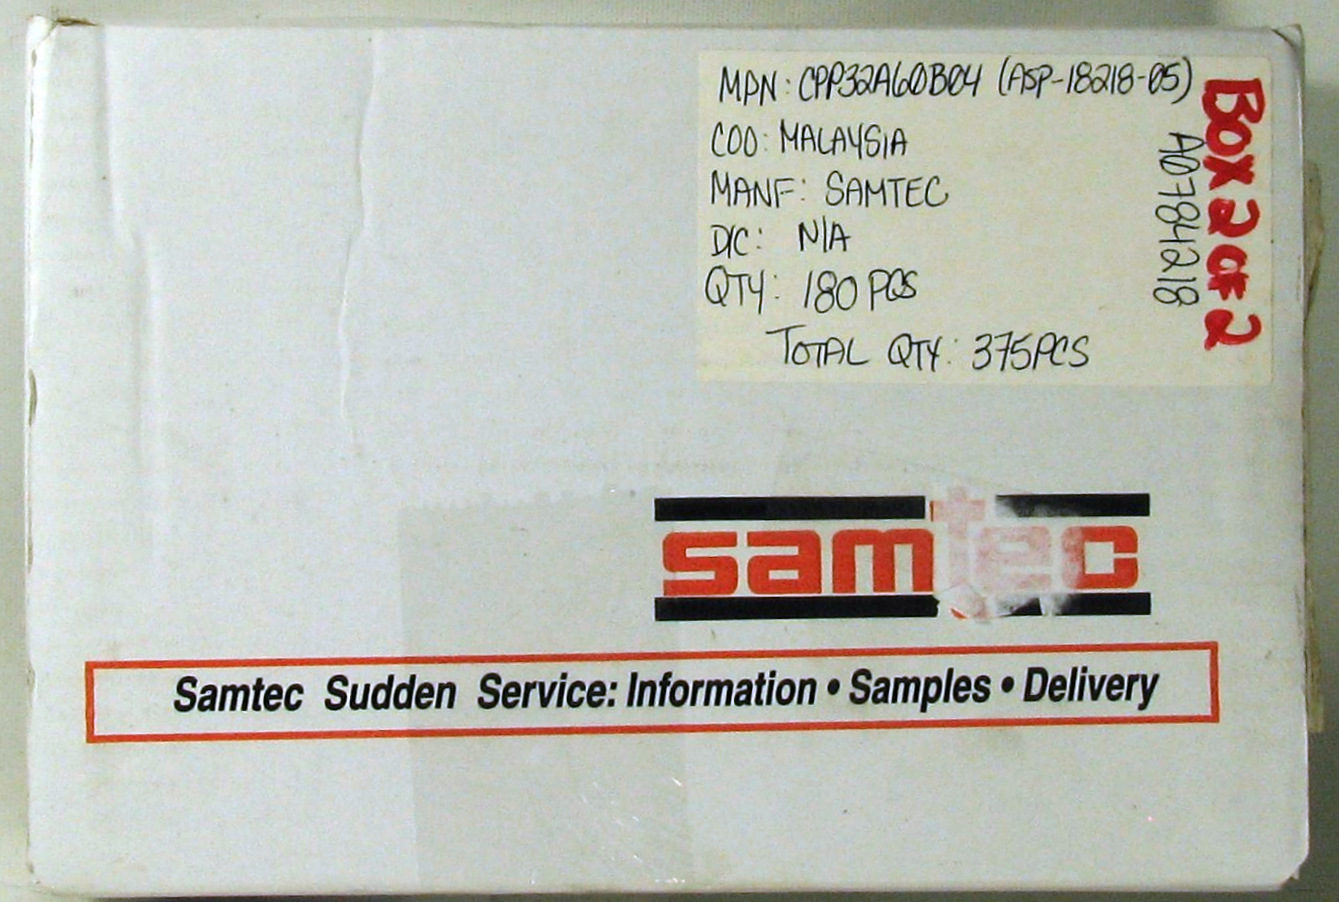 MPN: CPP32A60B04 (ASP-18218-05)
COO: MALAYSIA
MANF: SAMTEC
D/C: N/A
QTY: 180 PCS
TOTAL QTY: 375PCS
A0784218
BOX 2 OF 2
samtec
Samtec Sudden Service: Information • Samples • Delivery